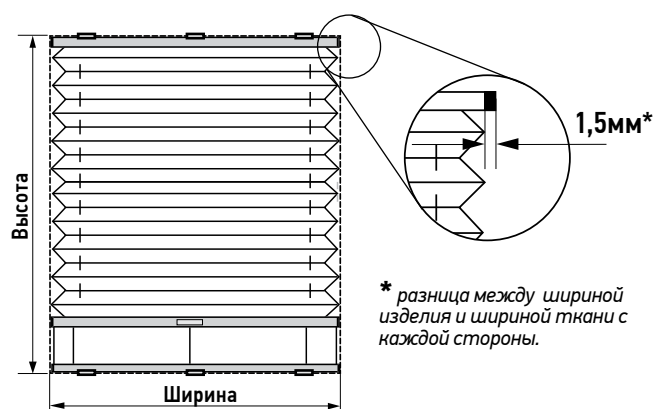 1,5мм*
Высота
* разница между шириной
изделия и шириной ткани с
каждой стороны.
Ширина